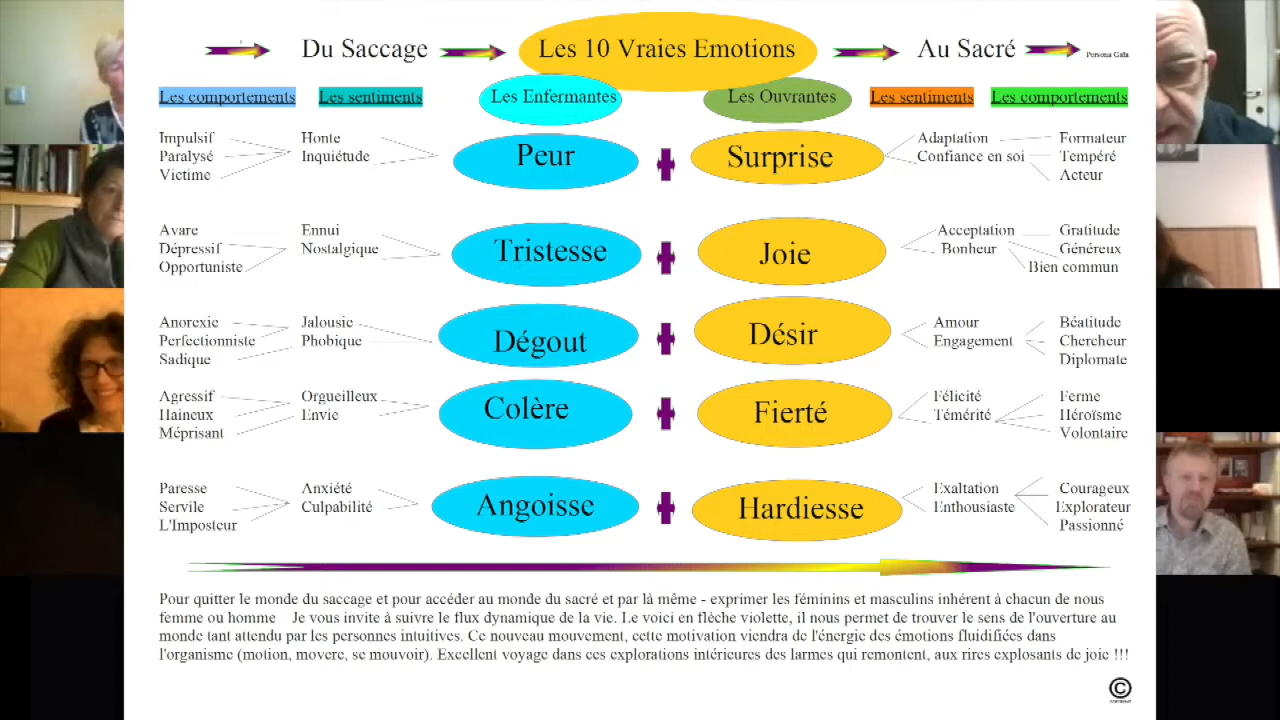 Du Saccage Les 10 Vraies Emotions Au Sacré Persona Gaïa
Les comportements Les sentiments Les Enfermantes Les Ouvrantes Les sentiments Les comportements
Impulsif Honte Peur Surprise Adaptation Formateur
Paralysé Inquiétude Confiance en soi Tempéré
Victime Acteur
Avare Ennui Tristesse Joie Acceptation Gratitude
Dépressif Nostalgique Bonheur Généreux
Opportuniste Bien commun
Anorexie Jalousie Dégout Désir Amour Béatitude
Perfectionniste Phobique Engagement Chercheur
Sadique Diplomate
Agressif Orgueilleux Colère Fierté Félicité Ferme
Haineux Envie Témérité Héroïsme
Méprisant Volontaire
Paresse Anxiété Angoisse Hardiesse Exaltation Courageux
Servile Culpabilité Enthousiaste Explorateur
L'Imposteur Passionné
Pour quitter le monde du saccage et pour accéder au monde du sacré et par là même - exprimer les féminins et masculins inhérent à chacun de nous
femme ou homme Je vous invite à suivre le flux dynamique de la vie. Le voici en flèche violette, il nous permet de trouver le sens de l'ouverture au
monde tant attendu par les personnes intuitives. Ce nouveau mouvement, cette motivation viendra de l'énergie des émotions fluidifiées dans
l'organisme (motion, movere, se mouvoir). Excellent voyage dans ces explorations intérieures des larmes qui remontent, aux rires explosants de joie !!!
©